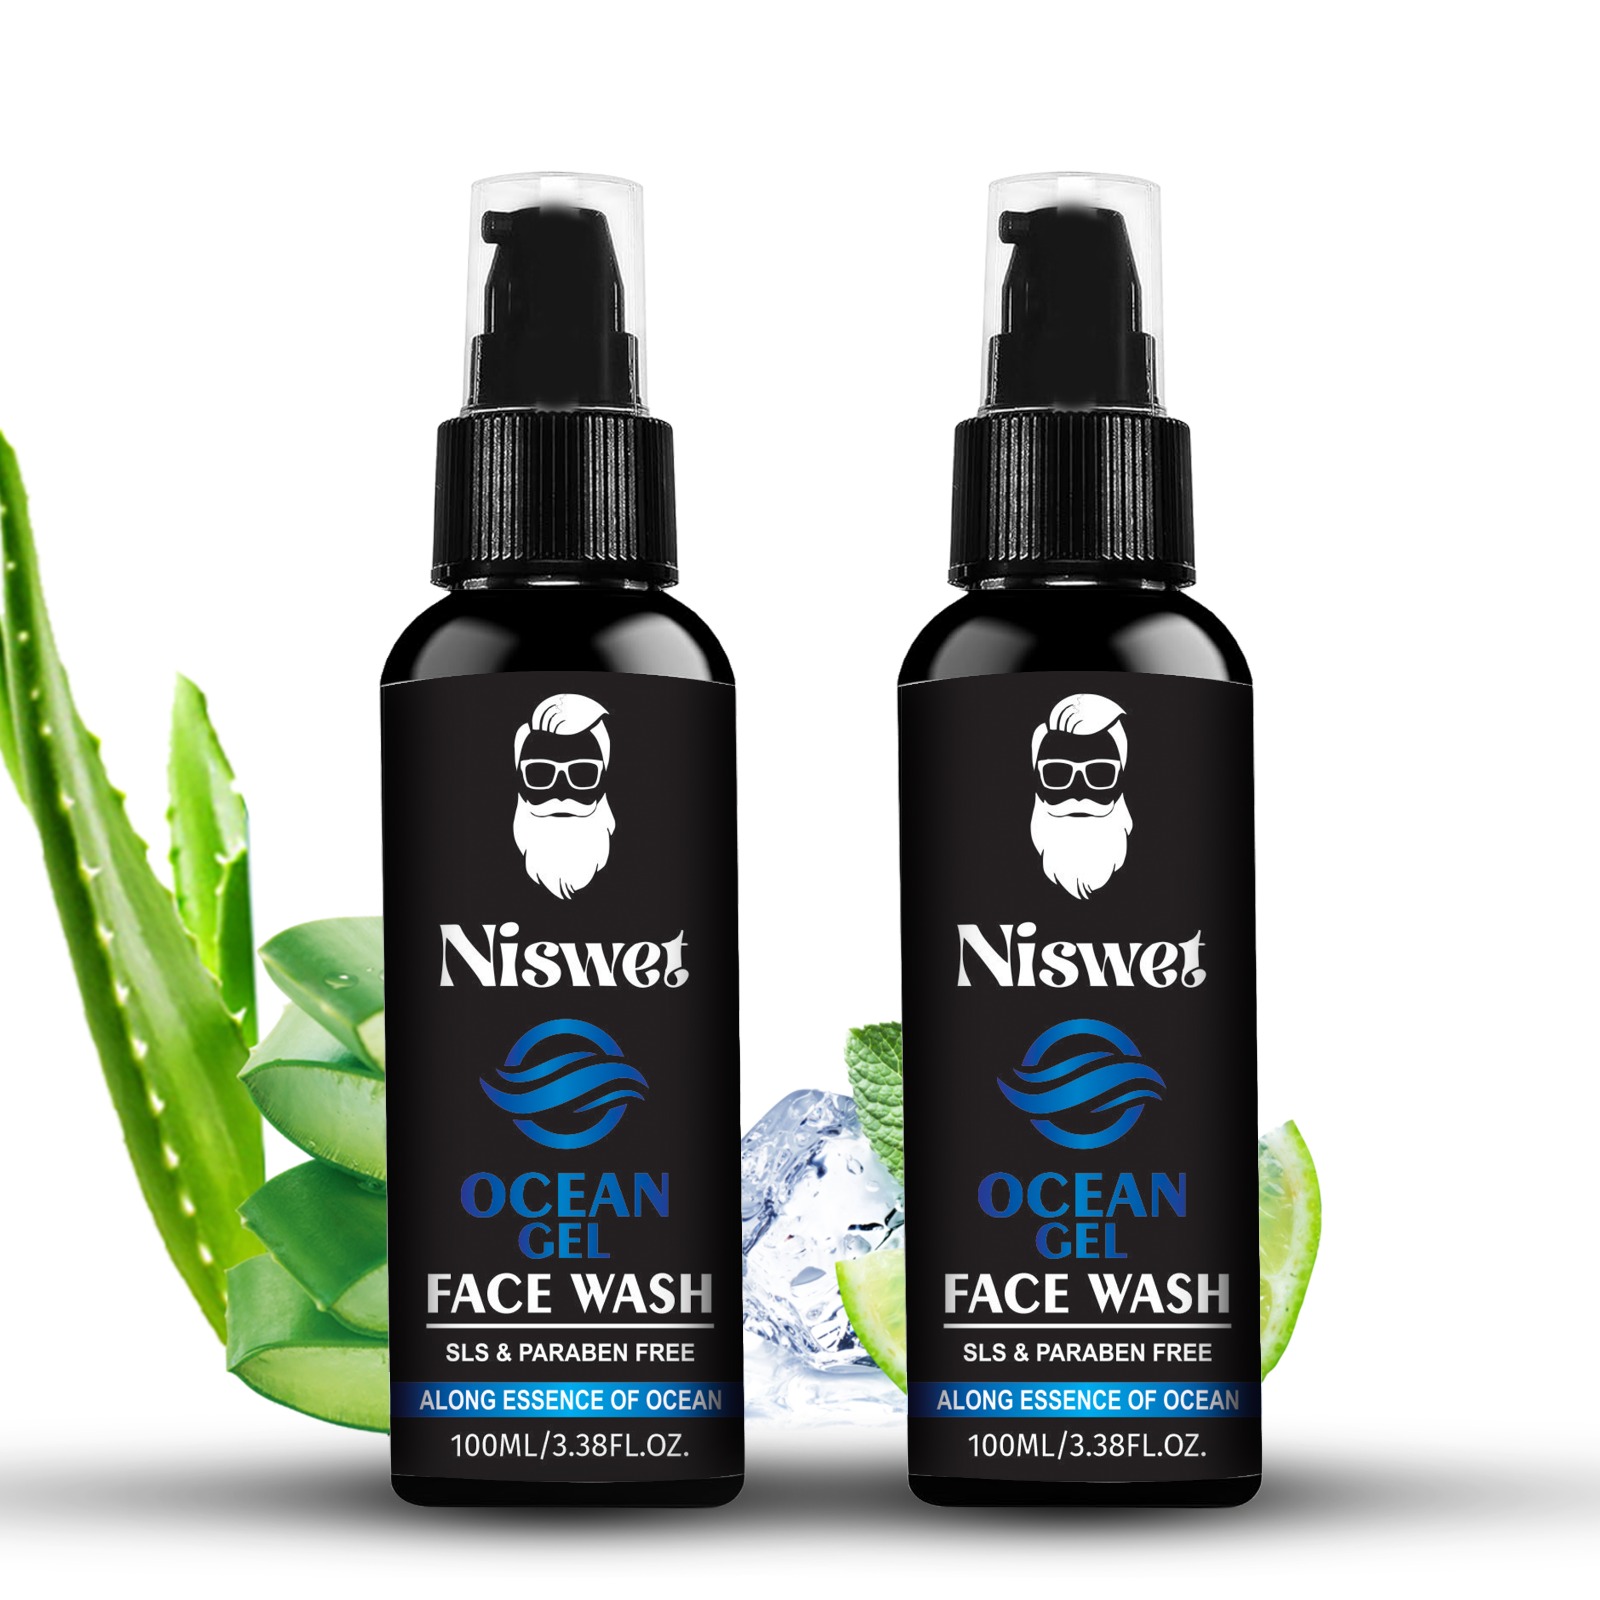 Niswet
OCEAN
GEL
FACE WASH
SLS & PARABEN FREE
ALONG ESSENCE OF OCEAN
100ML/3.38FL.OZ.
Niswet
OCEAN
GEL
FACE WASH
SLS & PARABEN FREE
ALONG ESSENCE OF OCEAN
100ML/3.38FL.OZ.